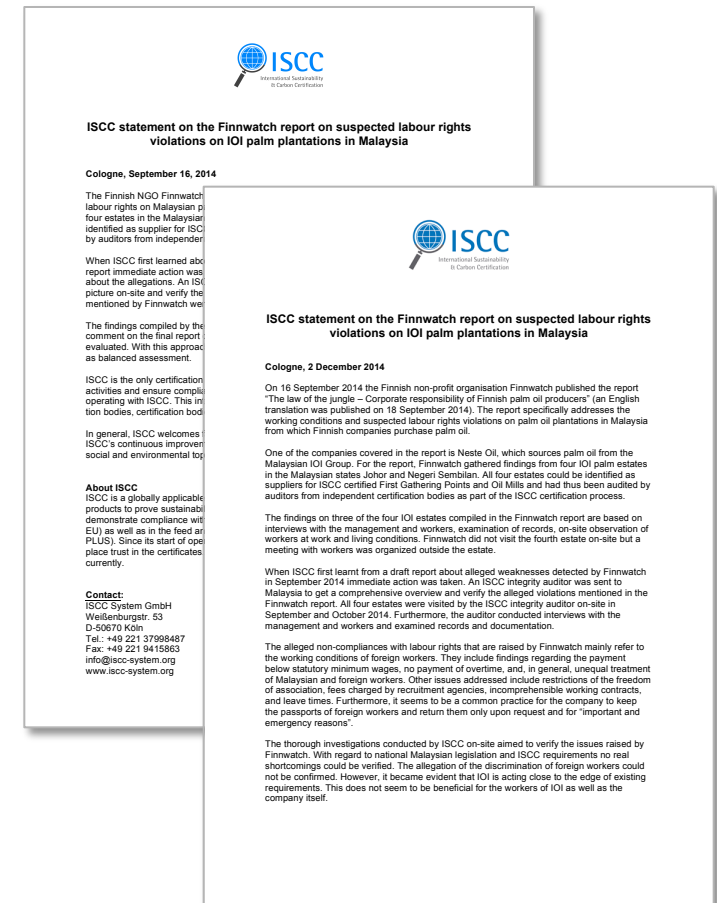 ISCC
International Sustainability
& Carbon Certification
ISCC statement on the Finnwatch report on suspected labour rights
violations on IOI palm plantations in Malaysia
Cologne, September 16, 2014
The Finnish NGO Finnwatch
labour rights on Malaysian p
four estates in the Malaysian
identified as supplier for ISC
by auditors from independen
When ISCC first learned abo
report immediate action was
about the allegations. An ISC
picture on-site and verify the
mentioned by Finnwatch we
The findings compiled by the
comment on the final report
evaluated. With this approac
as balanced assessment.
ISCC is the only certification
activities and ensure complia
operating with ISCC. This in
tion bodies, certification bodi
In general, ISCC welcomes
ISCC's continuous improvem
social and environmental top
About ISCC
ISCC is a globally applicable
products to prove sustainabi
demonstrate compliance wit
EU) as well as in the feed an
PLUS). Since its start of ope
place trust in the certificates
currently.
Contact:
ISCC System GmbH
Weißenburgstr. 53
D-50670 Köln
Tel.: +49 221 37998487
Fax: +49 221 9415863
info@iscc-system.org
www.iscc-system.org
ISCC
International Sustainability
& Carbon Certification
ISCC statement on the Finnwatch report on suspected labour rights
violations on IOI palm plantations in Malaysia
Cologne, 2 December 2014
On 16 September 2014 the Finnish non-profit organisation Finnwatch published the report
“The law of the jungle – Corporate responsibility of Finnish palm oil producers” (an English
translation was published on 18 September 2014). The report specifically addresses the
working conditions and suspected labour rights violations on palm oil plantations in Malaysia
from which Finnish companies purchase palm oil.
One of the companies covered in the report is Neste Oil, which sources palm oil from the
Malaysian IOI Group. For the report, Finnwatch gathered findings from four IOI palm estates
in the Malaysian states Johor and Negeri Sembilan. All four estates could be identified as
suppliers for ISCC certified First Gathering Points and Oil Mills and had thus been audited by
auditors from independent certification bodies as part of the ISCC certification process.
The findings on three of the four IOI estates compiled in the Finnwatch report are based on
interviews with the management and workers, examination of records, on-site observation of
workers at work and living conditions. Finnwatch did not visit the fourth estate on-site but a
meeting with workers was organized outside the estate.
When ISCC first learnt from a draft report about alleged weaknesses detected by Finnwatch
in September 2014 immediate action was taken. An ISCC integrity auditor was sent to
Malaysia to get a comprehensive overview and verify the alleged violations mentioned in the
Finnwatch report. All four estates were visited by the ISCC integrity auditor on-site in
September and October 2014. Furthermore, the auditor conducted interviews with the
management and workers and examined records and documentation.
The alleged non-compliances with labour rights that are raised by Finnwatch mainly refer to
the working conditions of foreign workers. They include findings regarding the payment
below statutory minimum wages, no payment of overtime, and, in general, unequal treatment
of Malaysian and foreign workers. Other issues addressed include restrictions of the freedom
of association, fees charged by recruitment agencies, incomprehensible working contracts,
and leave times. Furthermore, it seems to be a common practice for the company to keep
the passports of foreign workers and return them only upon request and for “important and
emergency reasons”.
The thorough investigations conducted by ISCC on-site aimed to verify the issues raised by
Finnwatch. With regard to national Malaysian legislation and ISCC requirements no real
shortcomings could be verified. The allegation of the discrimination of foreign workers could
not be confirmed. However, it became evident that IOI is acting close to the edge of existing
requirements. This does not seem to be beneficial for the workers of IOI as well as the
company itself.